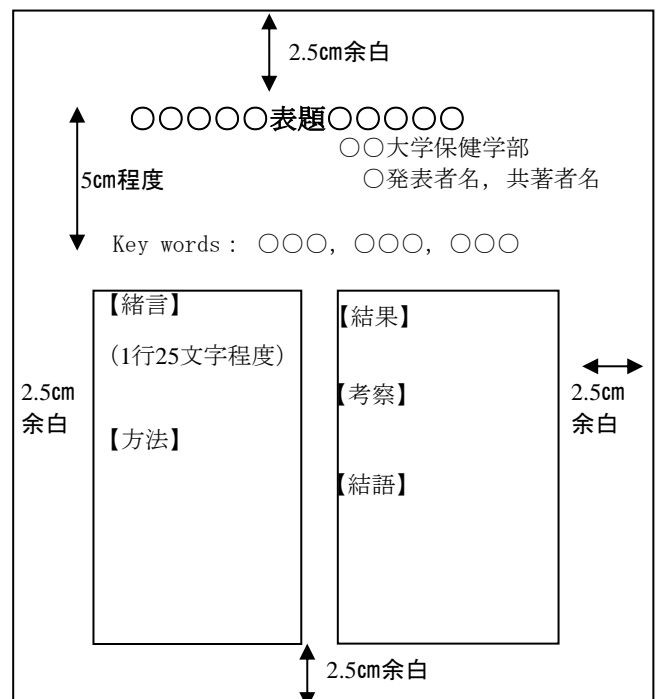 2.5㎝余白
○○○○○表題○○○○○
○○大学保健学部
○発表者名，共著者名
5㎝程度
Key words： ○○○，○○○，○○○
【緒言】
（1行25文字程度）
【方法】
【結果】
【考察】
【結語】
2.5㎝
余白
2.5㎝
余白
2.5㎝余白